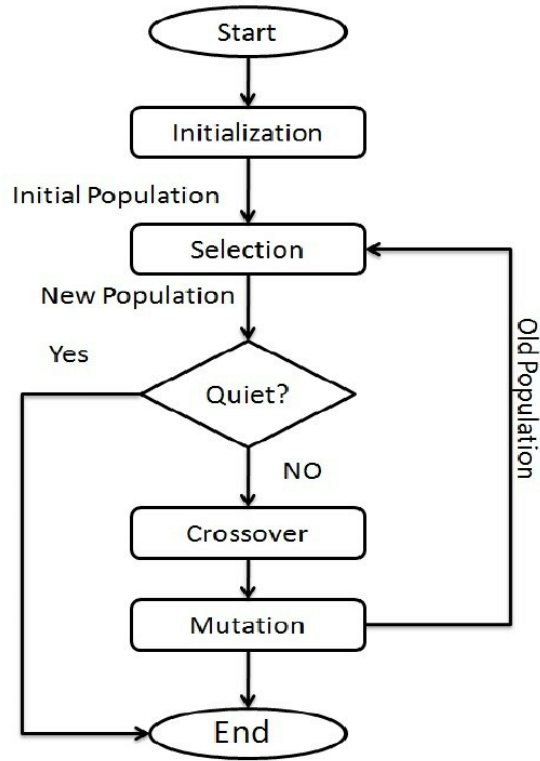 Start
Initialization
Initial Population
Selection
New Population
Yes
Quiet?
Old Population
NO
Crossover
Mutation
End